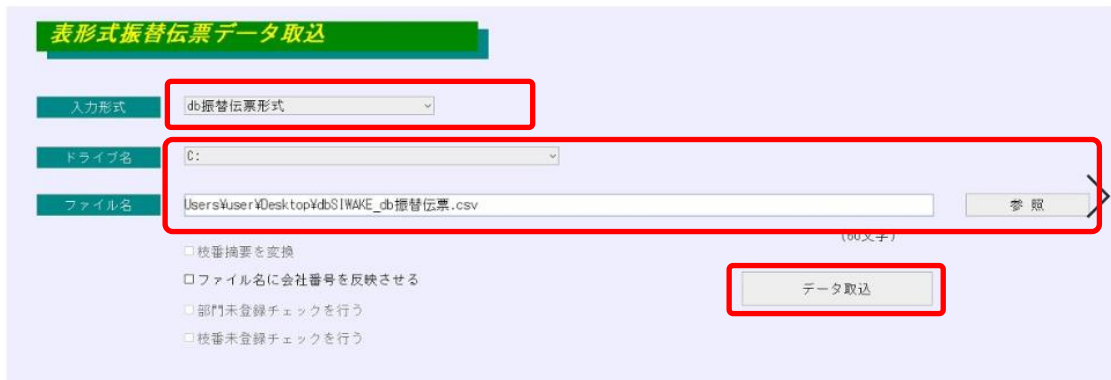 表形式振替伝票データ取込
入力形式 db振替伝票形式
ドライブ名 C:
ファイル名 Users¥user¥Desktop¥dbSIWAKE_db振替伝票.csv 参照
(60文字)
□枝番摘要を変換
□ファイル名に会社番号を反映させる
データ取込
□部門未登録チェックを行う
□枝番未登録チェックを行う